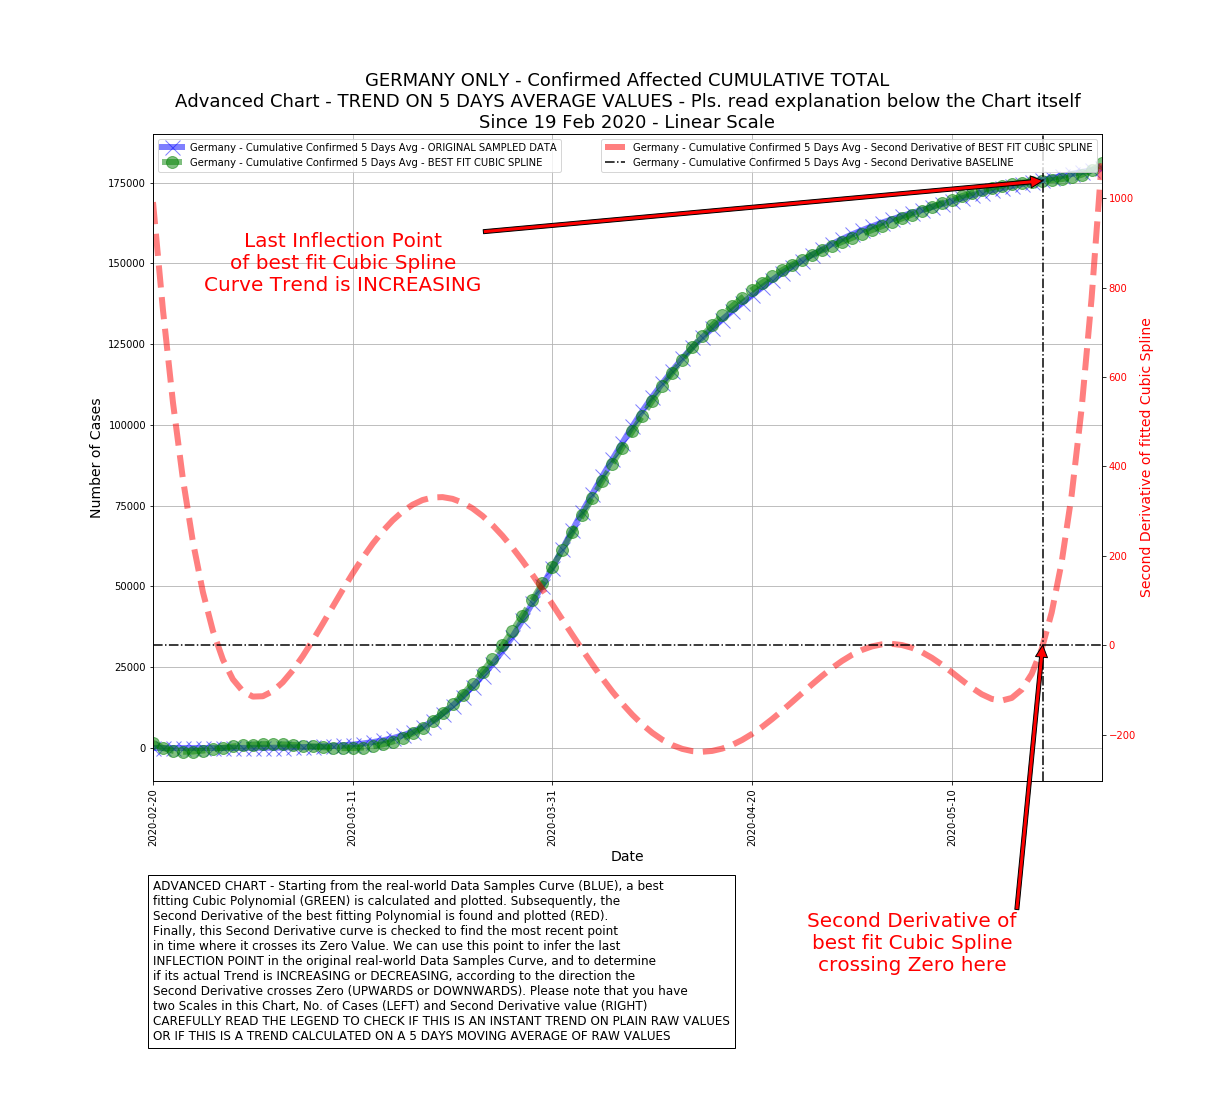 GERMANY ONLY - Confirmed Affected CUMULATIVE TOTAL
Advanced Chart - TREND ON 5 DAYS AVERAGE VALUES - Pls. read explanation below the Chart itself
Since 19 Feb 2020 - Linear Scale
Germany - Cumulative Confirmed 5 Days Avg - ORIGINAL SAMPLED DATA
Germany - Cumulative Confirmed 5 Days Avg - BEST FIT CUBIC SPLINE
Germany - Cumulative Confirmed 5 Days Avg - Second Derivative of BEST FIT CUBIC SPLINE
Germany - Cumulative Confirmed 5 Days Avg - Second Derivative BASELINE
Last Inflection Point
of best fit Cubic Spline
Curve Trend is INCREASING
Number of Cases
175000
150000
125000
100000
75000
50000
25000
0
1000
800
600
400
200
0
−200
Second Derivative of fitted Cubic Spline
2020-02-20
2020-03-11
2020-03-31
2020-04-20
2020-05-10
Date
ADVANCED CHART - Starting from the real-world Data Samples Curve (BLUE), a best
fitting Cubic Polynomial (GREEN) is calculated and plotted. Subsequently, the
Second Derivative of the best fitting Polynomial is found and plotted (RED).
Finally, this Second Derivative curve is checked to find the most recent point
in time where it crosses its Zero Value. We can use this point to infer the last
INFLECTION POINT in the original real-world Data Samples Curve, and to determine
if its actual Trend is INCREASING or DECREASING, according to the direction the
Second Derivative crosses Zero (UPWARDS or DOWNWARDS). Please note that you have
two Scales in this Chart, No. of Cases (LEFT) and Second Derivative value (RIGHT)
CAREFULLY READ THE LEGEND TO CHECK IF THIS IS AN INSTANT TREND ON PLAIN RAW VALUES
OR IF THIS IS A TREND CALCULATED ON A 5 DAYS MOVING AVERAGE OF RAW VALUES
Second Derivative of
best fit Cubic Spline
crossing Zero here